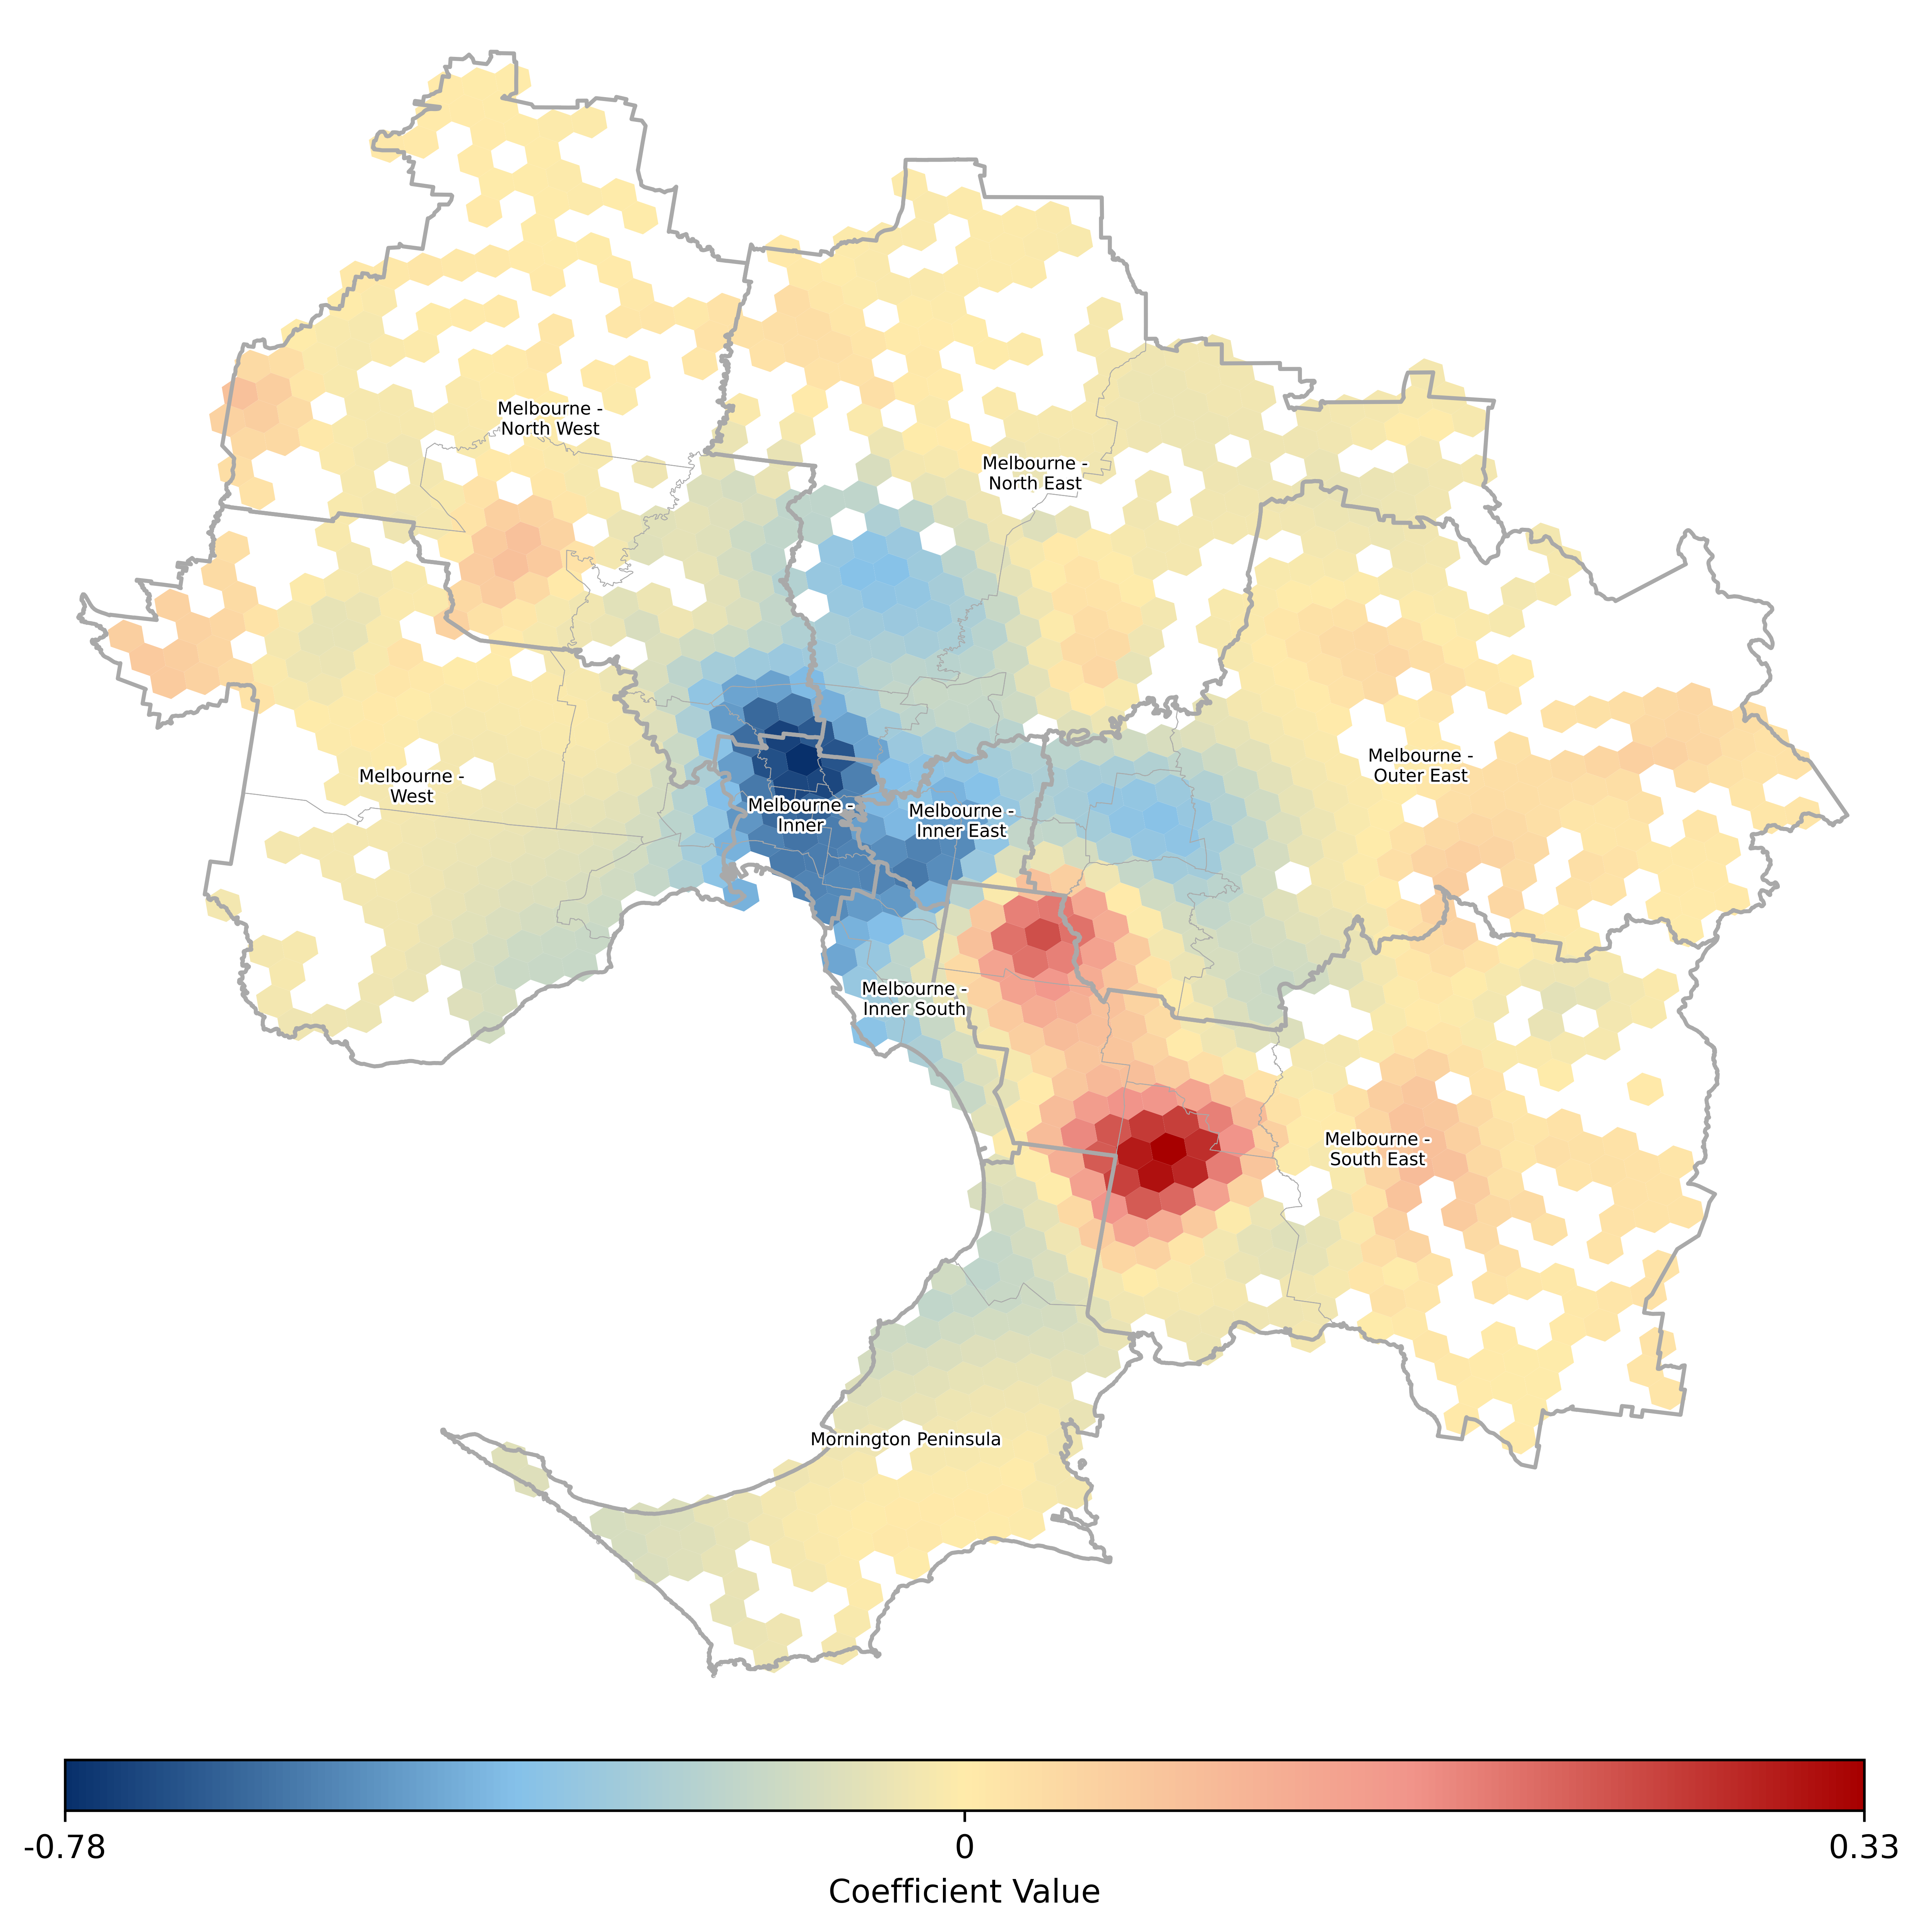 Melbourne -
North West
Melbourne -
North East
Melbourne -
West
Melbourne -
Outer East
Melbourne -
Inner
Melbourne -
Inner East
Melbourne -
Inner South
Melbourne -
South East
Mornington Peninsula
-0.78
0
0.33
Coefficient Value